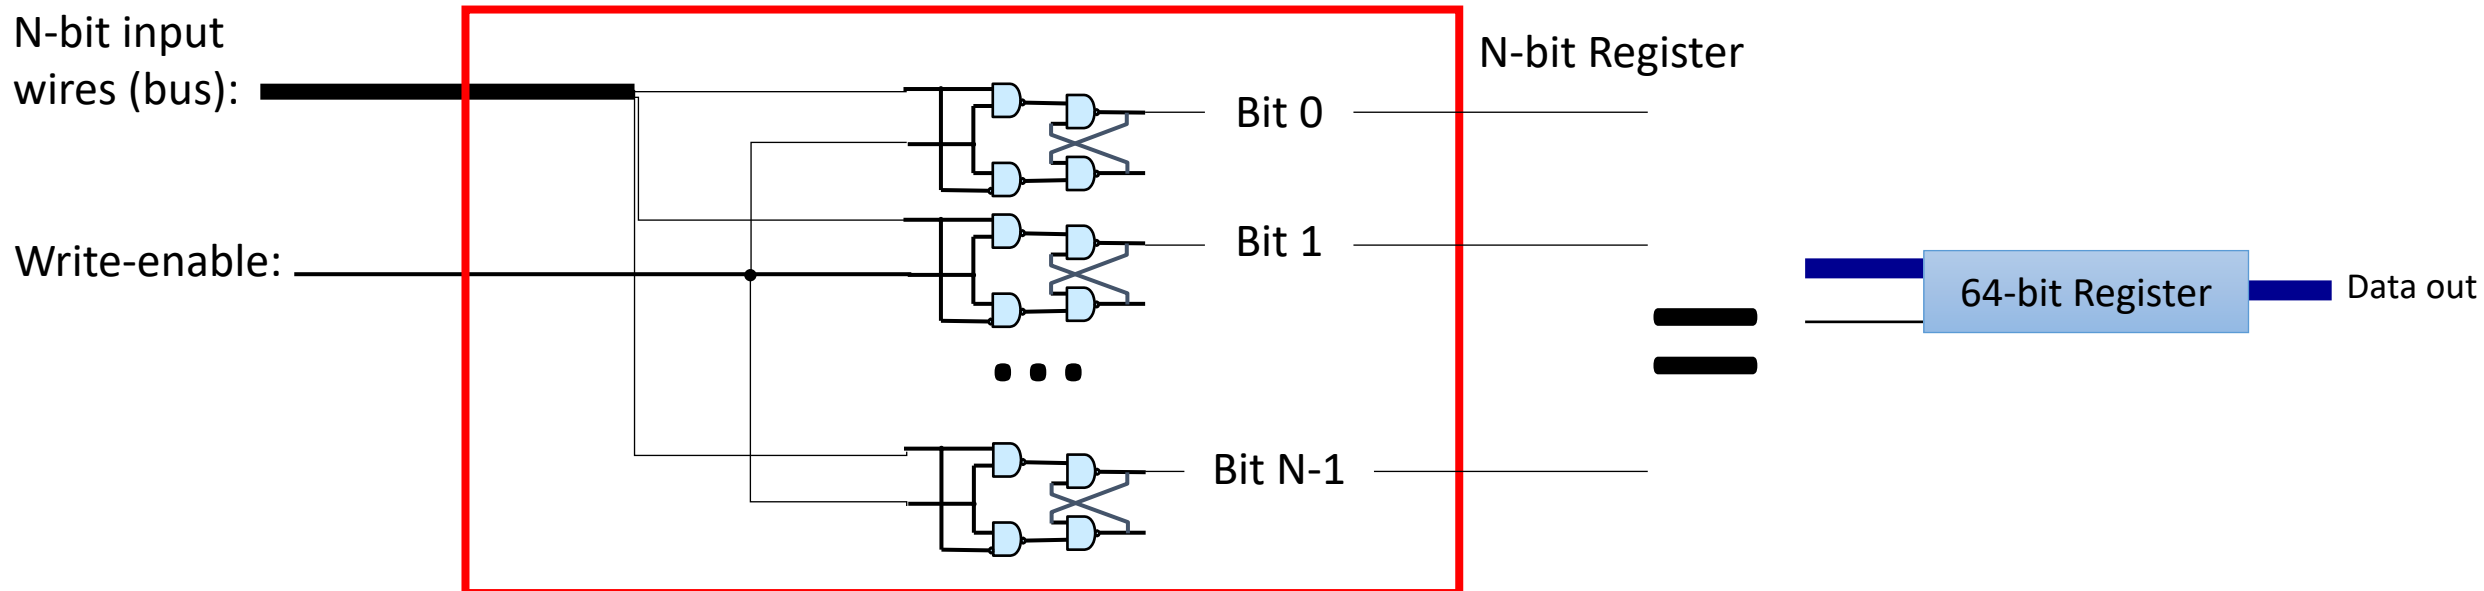 N-bit input
wires (bus):
N-bit Register
Bit 0
Write-enable:
Bit 1
64-bit Register
Data out
Bit N-1